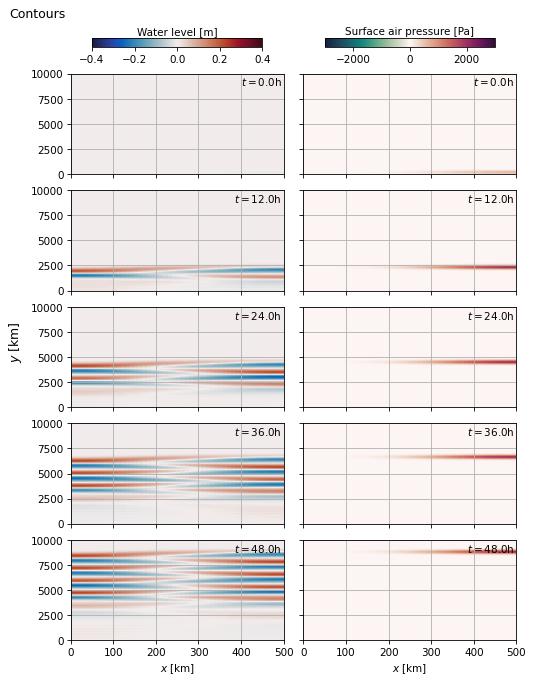 Contours
Water level [m]
Surface air pressure [Pa]
−0.4 −0.2 0.0 0.2 0.4
−2000 0 2000
10000
7500
5000
2500
0
t = 0.0h
t = 0.0h
10000
7500
5000
2500
0
t = 12.0h
t = 12.0h
10000
7500
5000
2500
0
t = 24.0h
t = 24.0h
y [km]
10000
7500
5000
2500
0
t = 36.0h
t = 36.0h
10000
7500
5000
2500
0
t = 48.0h
t = 48.0h
0 100 200 300 400 500
0 100 200 300 400 500
x [km]
x [km]